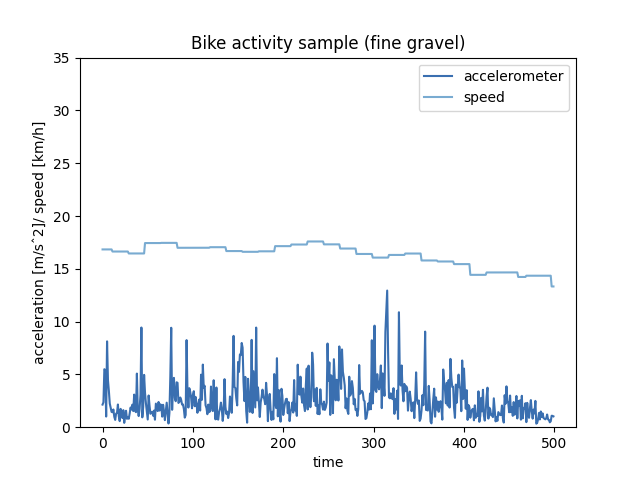 Bike activity sample (fine gravel)
accelerometer
speed
35
30
25
20
15
10
5
0
acceleration [m/s^2]/ speed [km/h]
0 100 200 300 400 500
time